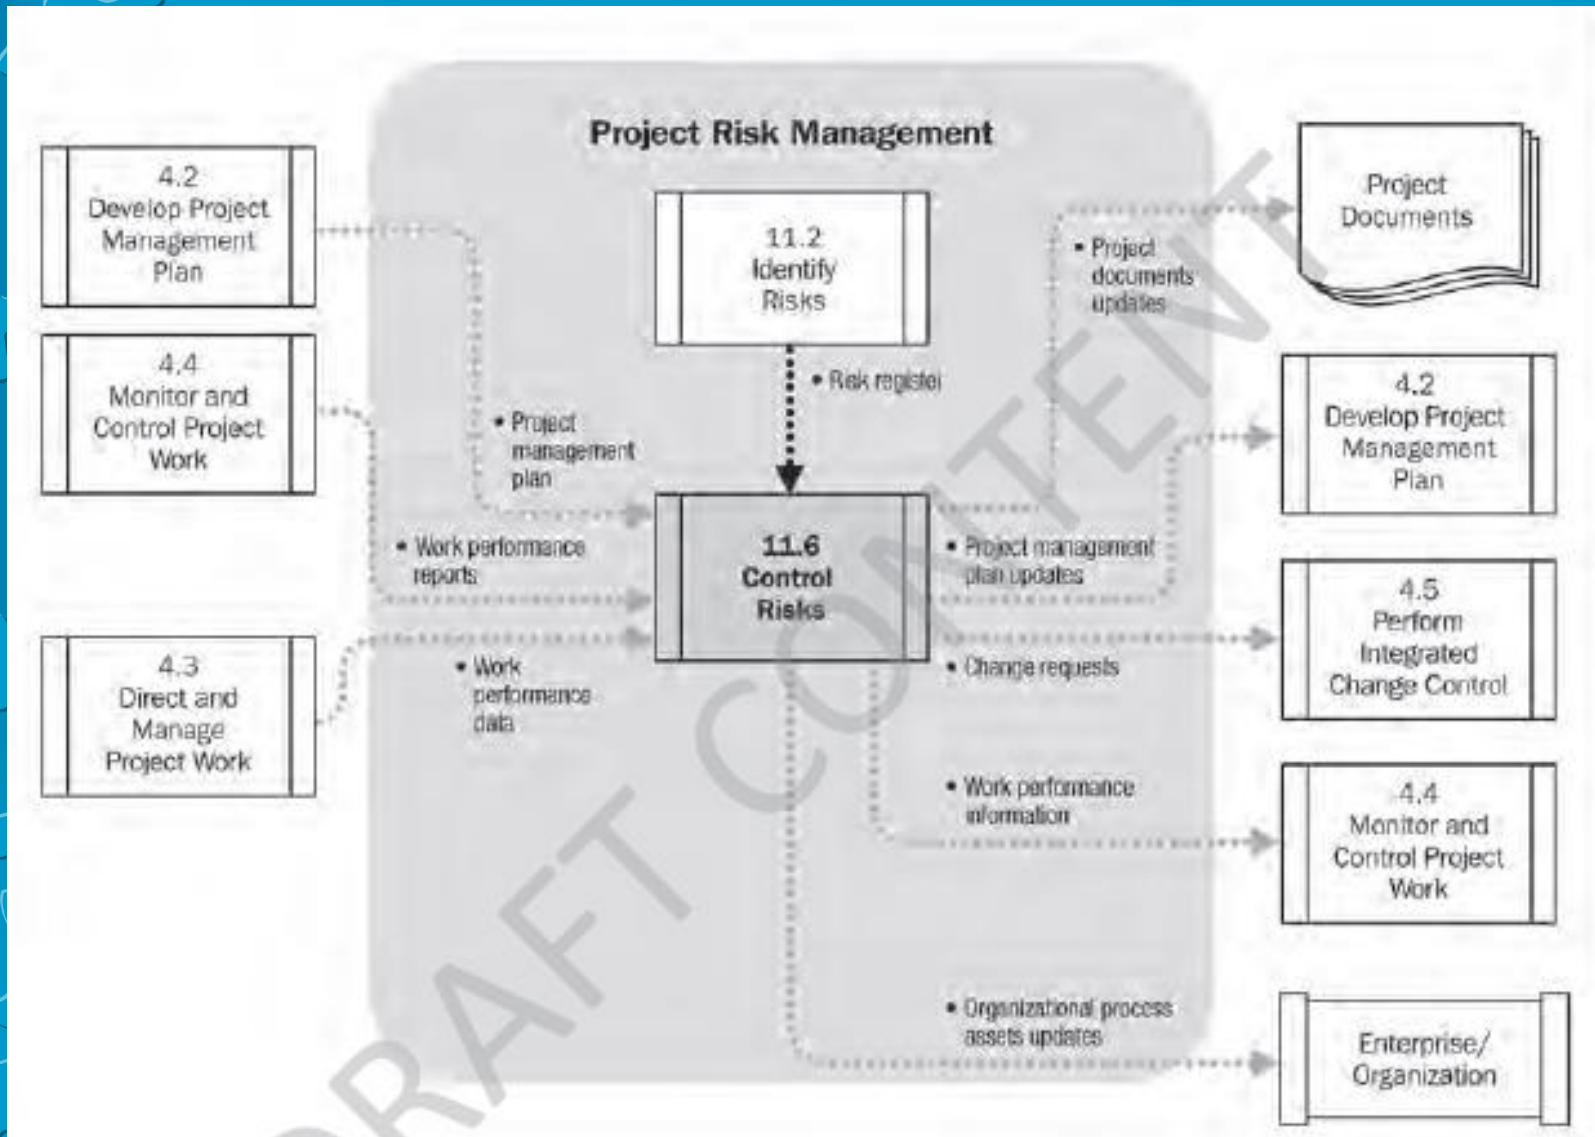 Project Risk Management
4.2
Develop Project
Management
Plan
4.4
Monitor and
Control Project
Work
4.3
Direct and
Manage
Project Work
11.2
Identify
Risks
• Risk register
• Project
management
plan
• Work performance
reports
• Work
performance
data
11.6
Control
Risks
• Project
documents
updates
• Project management
plan updates
• Change requests
• Work performance
information
• Organizational process
assets updates
Project
Documents
4.2
Develop Project
Management
Plan
4.5
Perform
Integrated
Change Control
4.4
Monitor and
Control Project
Work
Enterprise/
Organization
DRAFT CONTENT